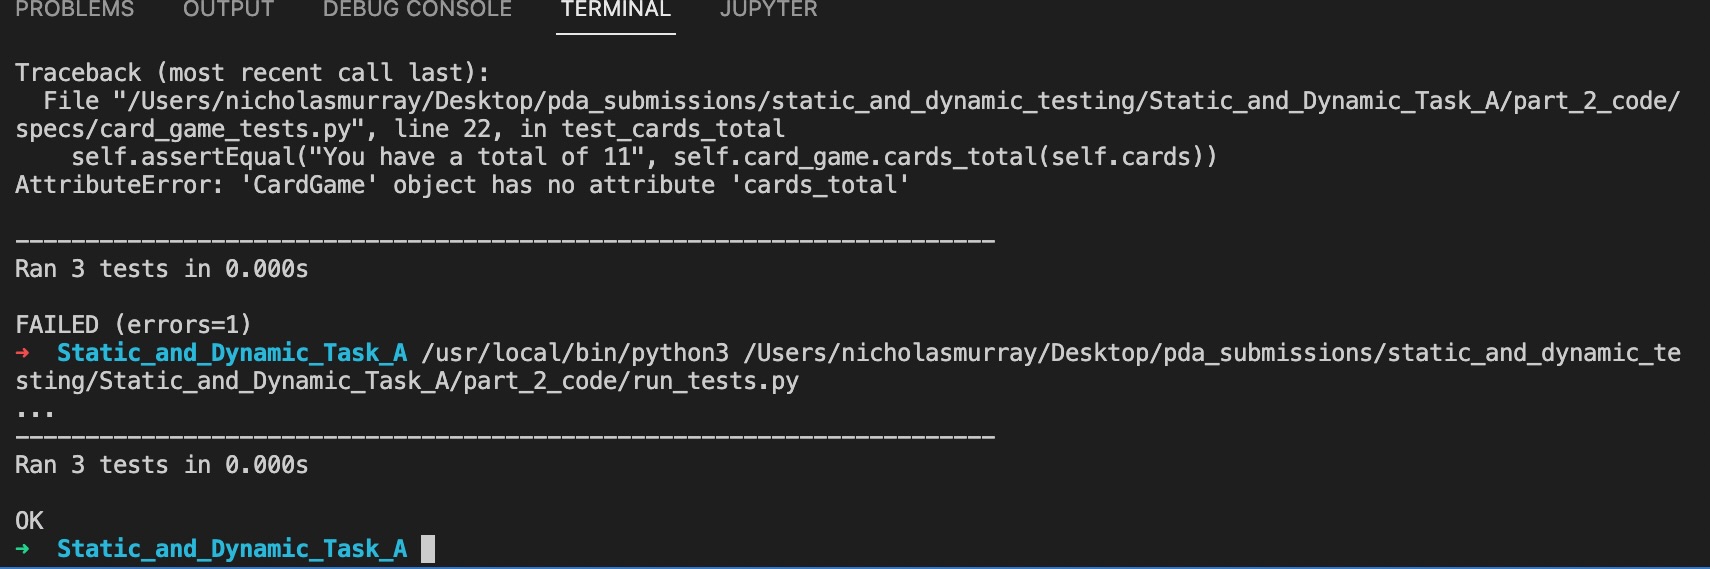 PROBLEMS OUTPUT DEBUG CONSOLE TERMINAL JUPYTER
Traceback (most recent call last):
  File "/Users/nicholasmurray/Desktop/pda_submissions/static_and_dynamic_testing/Static_and_Dynamic_Task_A/part_2_code/
specs/card_game_tests.py", line 22, in test_cards_total
    self.assertEqual("You have a total of 11", self.card_game.cards_total(self.cards))
AttributeError: 'CardGame' object has no attribute 'cards_total'
----------------------------------------------------------------------
Ran 3 tests in 0.000s
FAILED (errors=1)
➜  Static_and_Dynamic_Task_A /usr/local/bin/python3 /Users/nicholasmurray/Desktop/pda_submissions/static_and_dynamic_te
sting/Static_and_Dynamic_Task_A/part_2_code/run_tests.py
...
----------------------------------------------------------------------
Ran 3 tests in 0.000s
OK
➜  Static_and_Dynamic_Task_A